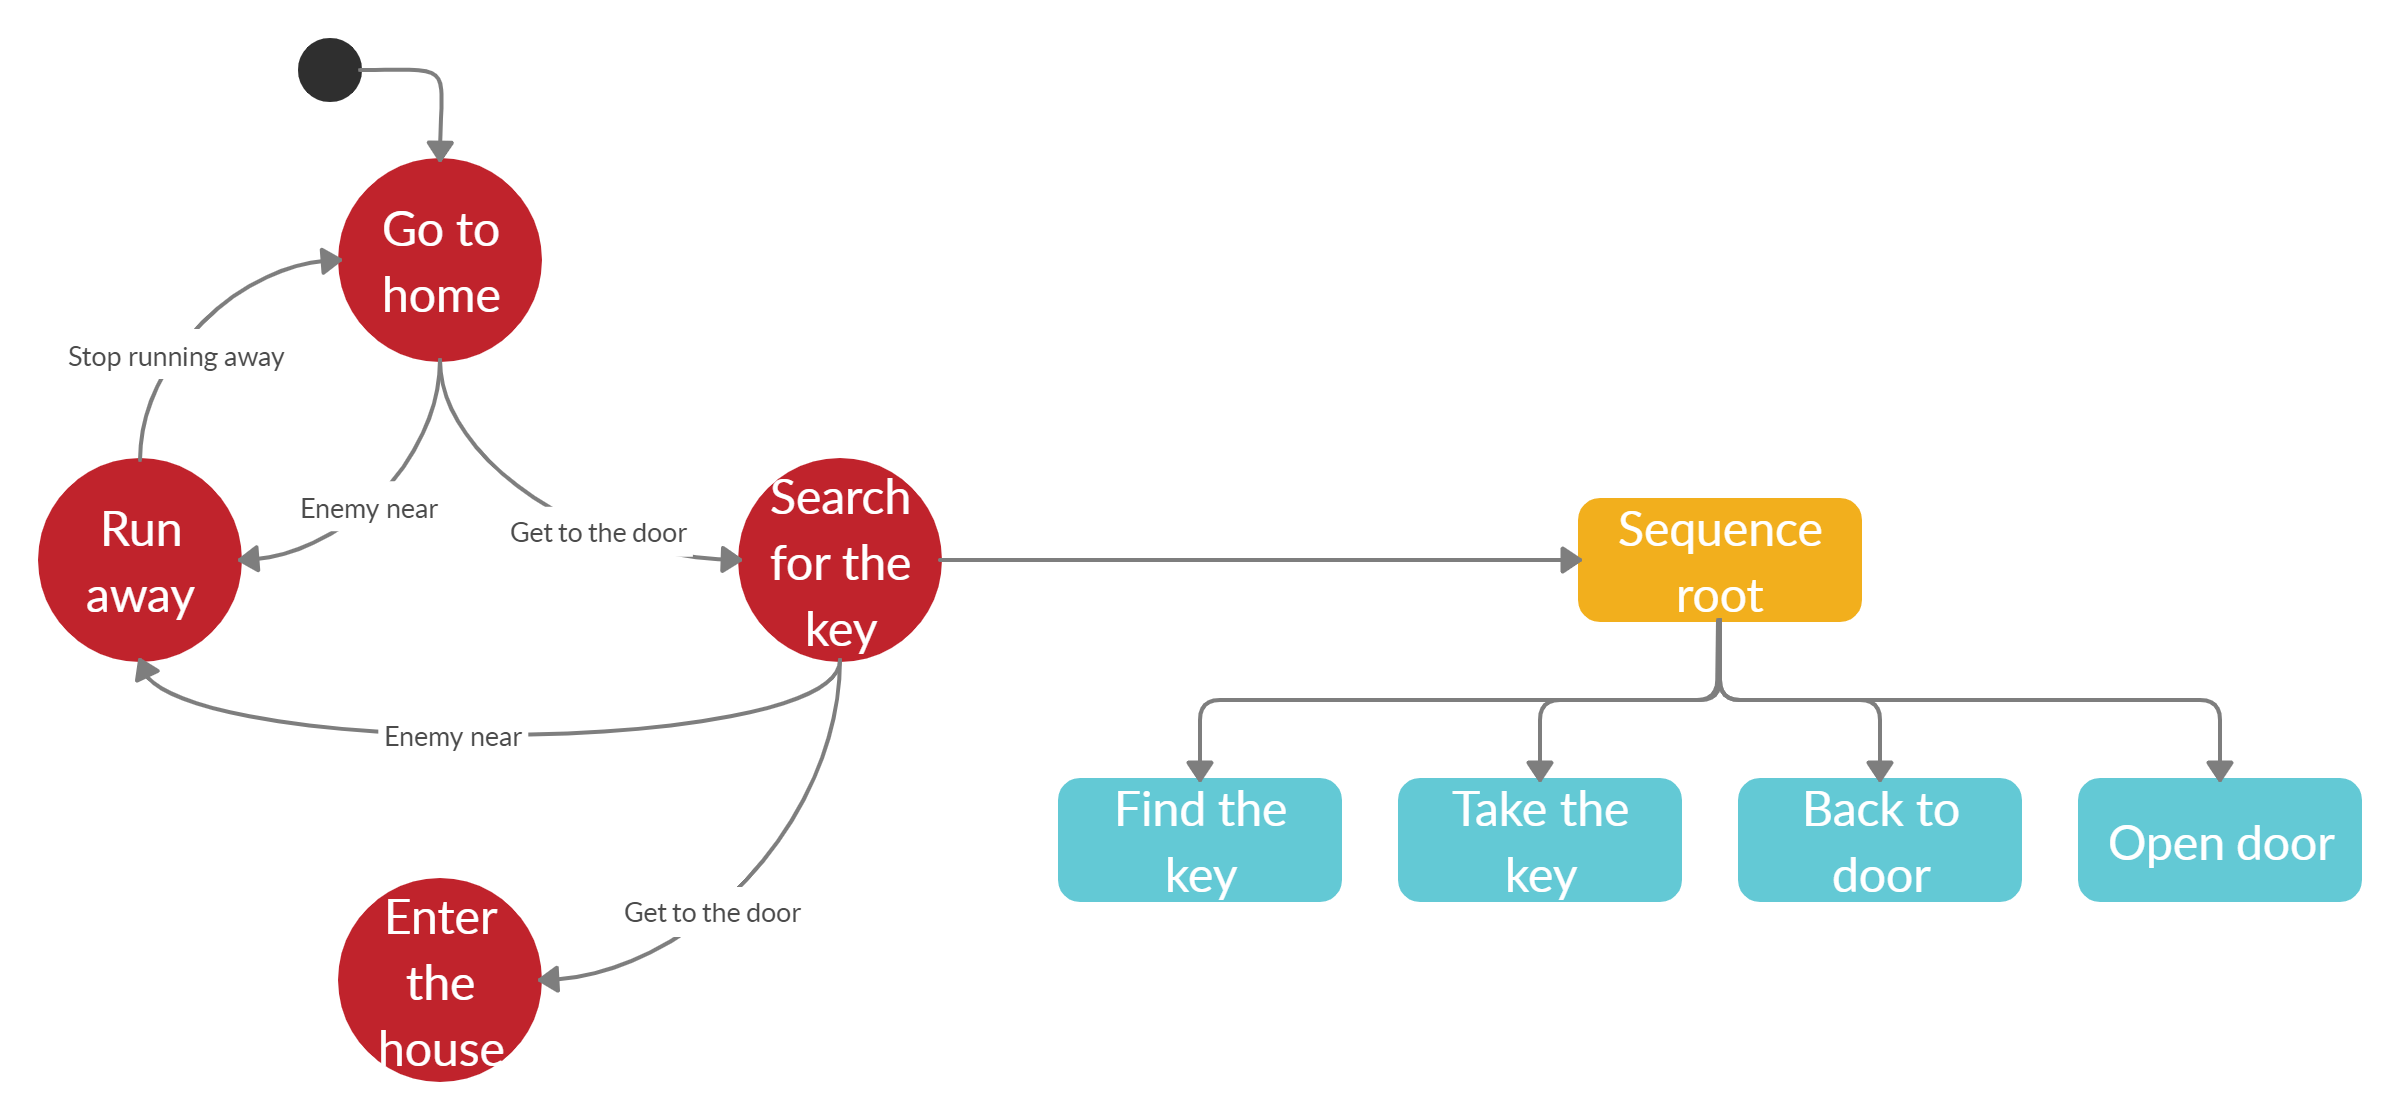 Go to
home
Stop running away
Enemy near
Get to the door
Run
away
Search
for the
key
Sequence
root
Enemy near
Find the
key
Take the
key
Back to
door
Open door
Get to the door
Enter
the
house